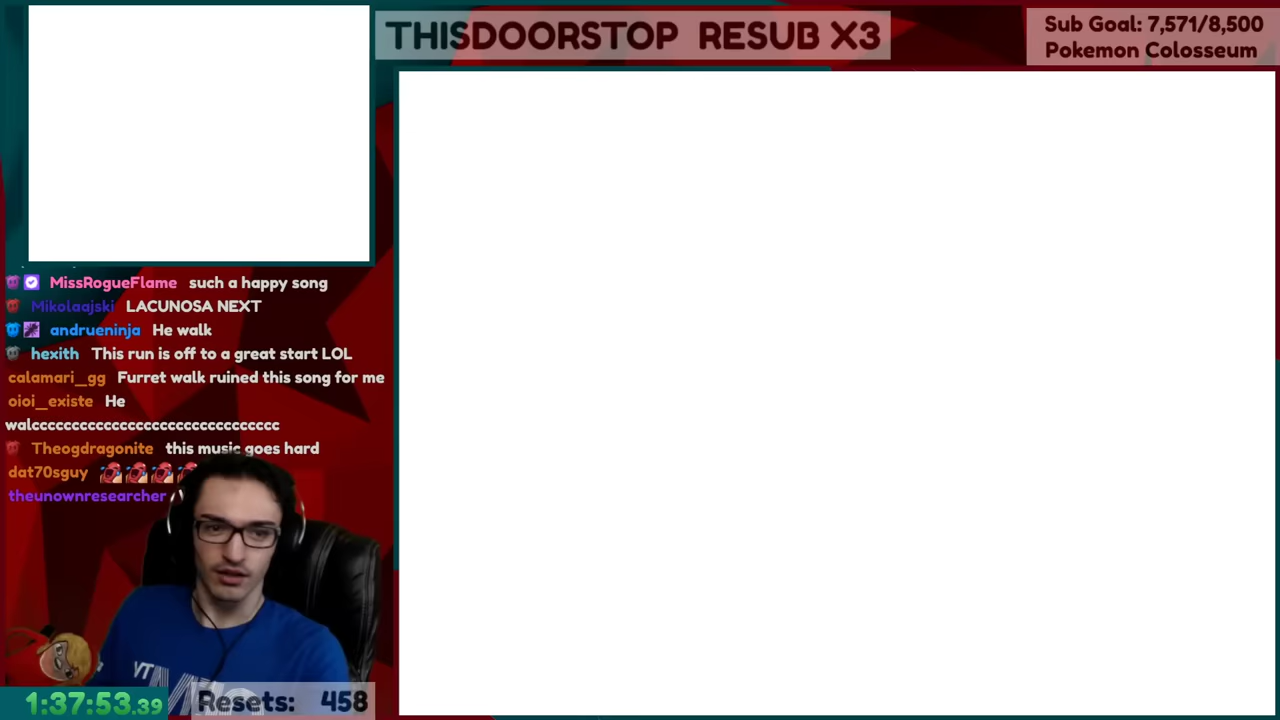 THISDOORSTOP RESUB X3
Sub Goal: 7,571/8,500
Pokemon Colosseum
MissRogueFlame such a happy song
Mikolaajski LACUNOSA NEXT
andrueninja He walk
hexith This run is off to a great start LOL
calamari_gg Furret walk ruined this song for me
oioi_existe He
walcccccccccccccccccccccccccccccccc
Theogdragonite this music goes hard
dat70sguy
theunownresearcher
YT
1:37:53.39
Resets: 458